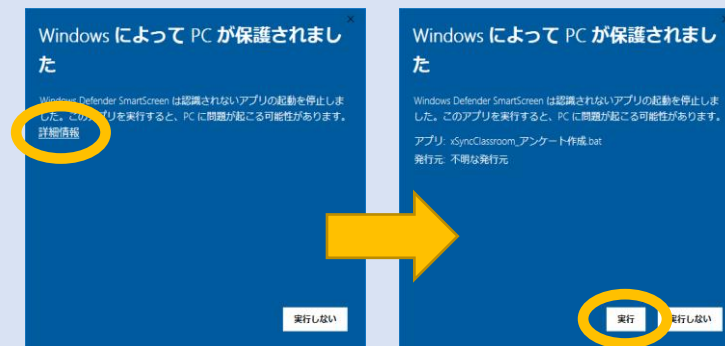 Windows によって PC が保護されまし
た
Windows Defender SmartScreen は認識されないアプリの起動を停止しま
した。このアプリを実行すると、PC に問題が起こる可能性があります。
詳細情報
実行しない
Windows によって PC が保護されまし
た
Windows Defender SmartScreen は認識されないアプリの起動を停止しま
した。このアプリを実行すると、PC に問題が起こる可能性があります。
アプリ: xSyncClassroom_アンケート作成.bat
発行元: 不明な発行元
実行
実行しない